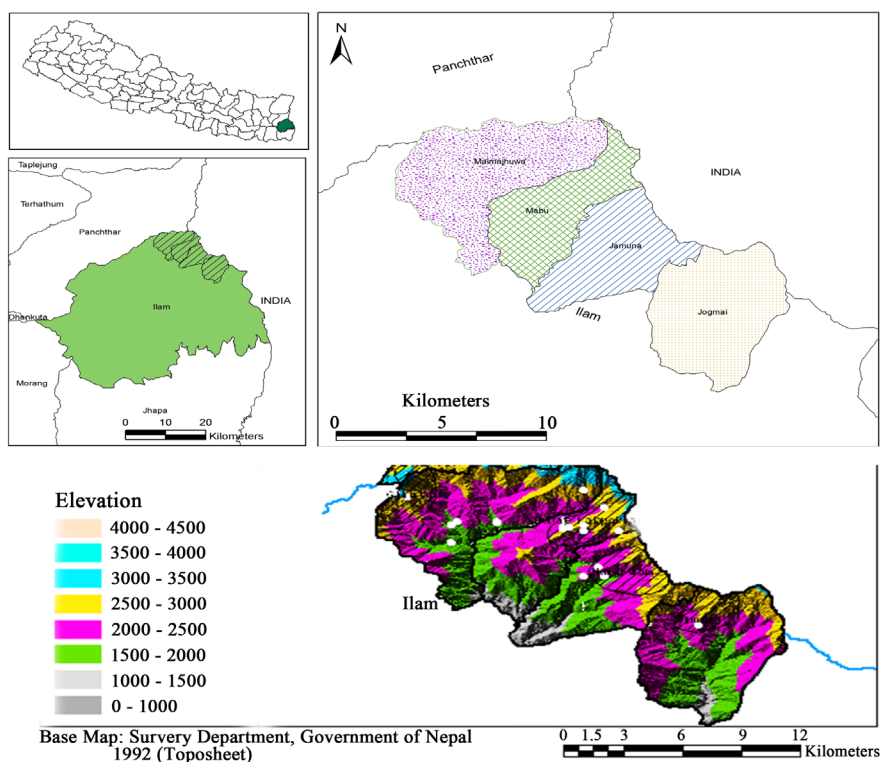 N
Panchthar
Maimajhuwa
INDIA
Mabu
Jamuna
Ilam
Jogmai
Kilometers
0 5 10
Taplejung
Terhathum
Panchthar
Ilam
INDIA
Dhankuta
Morang
Jhapa
0 10 20
Kilometers
Elevation
4000 - 4500
3500 - 4000
3000 - 3500
2500 - 3000
2000 - 2500
1500 - 2000
1000 - 1500
0 - 1000
Ilam
Base Map: Survery Department, Government of Nepal
1992 (Toposheet)
0 1.5 3 6 9 12
Kilometers